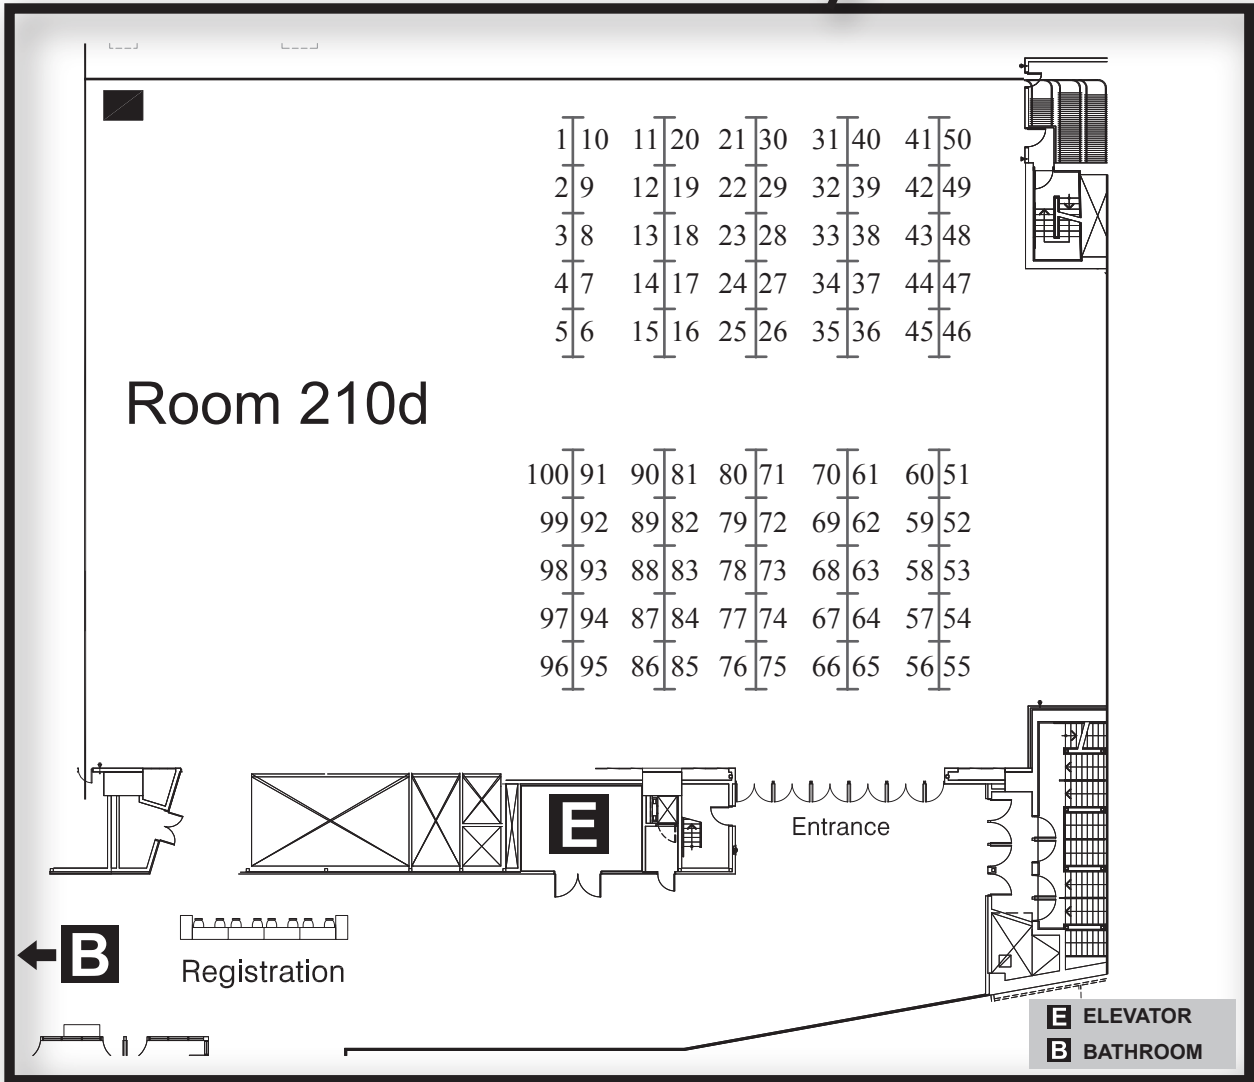 1 10 11 20 21 30 31 40 41 50
2 9 12 19 22 29 32 39 42 49
3 8 13 18 23 28 33 38 43 48
4 7 14 17 24 27 34 37 44 47
5 6 15 16 25 26 35 36 45 46
Room 210d
100 91 90 81 80 71 70 61 60 51
99 92 89 82 79 72 69 62 59 52
98 93 88 83 78 73 68 63 58 53
97 94 87 84 77 74 67 64 57 54
96 95 86 85 76 75 66 65 56 55
E
Entrance
B
Registration
E ELEVATOR
B BATHROOM